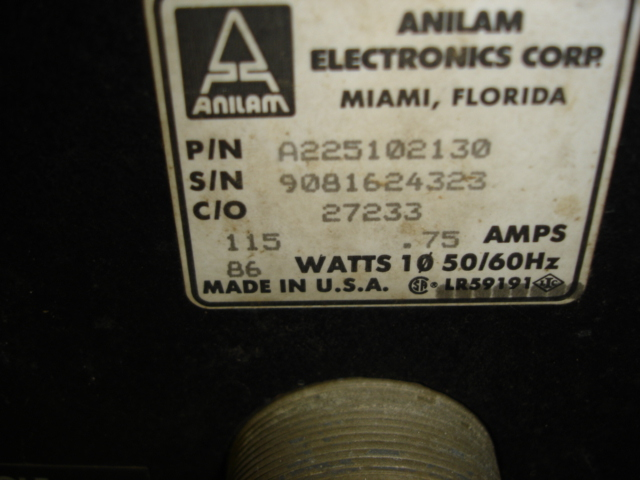 ANILAM
ANILAM
ELECTRONICS CORP.
MIAMI, FLORIDA
P/N A225102130
S/N 9081624323
C/O 27233
115 .75 AMPS
86 WATTS 1Ø 50/60Hz
MADE IN U.S.A. LR59191